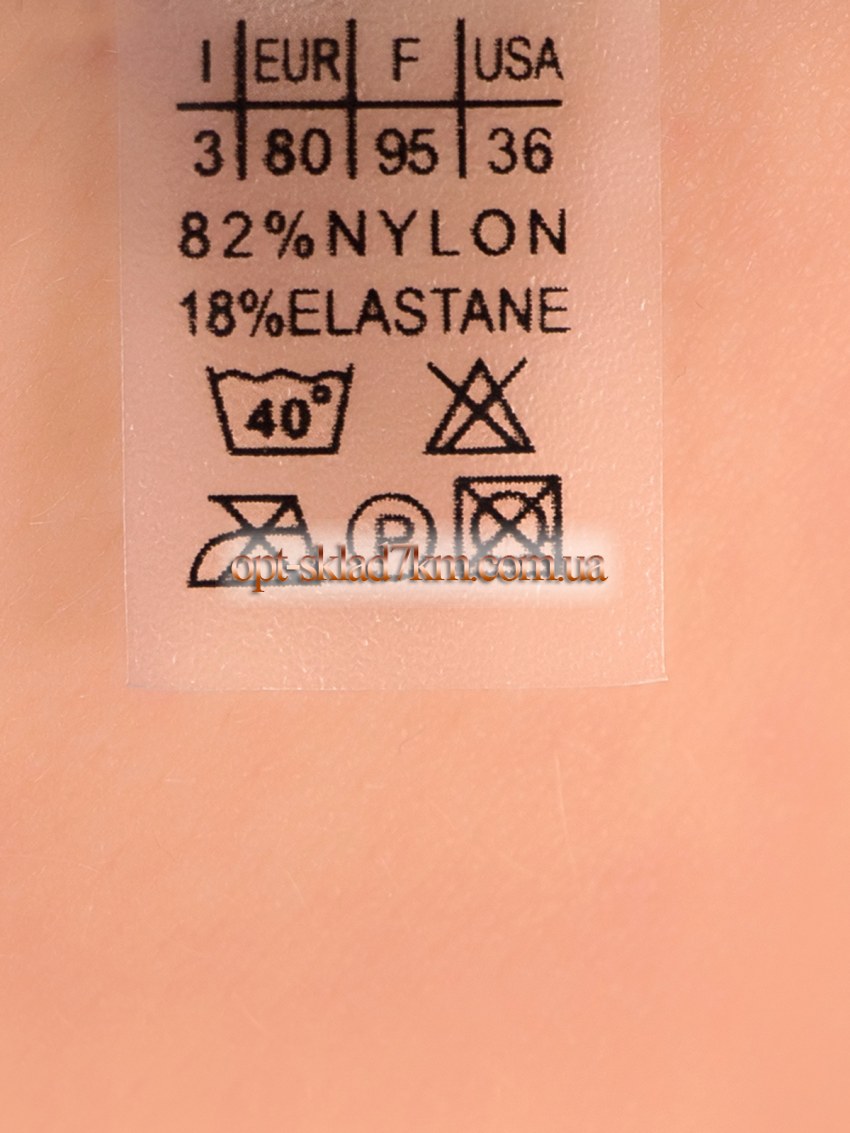 I EUR F USA
3 80 95 36
82% NYLON
18% ELASTANE
40°
P
opt-sklad7km.com.ua